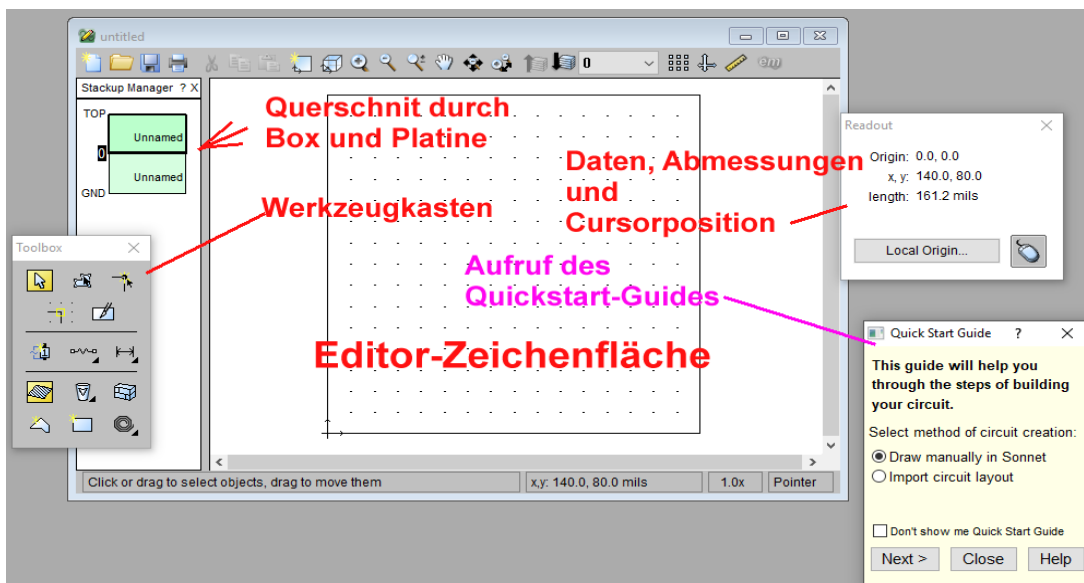 untitled
0
Stackup Manager ? X
TOP
Unnamed
0
Unnamed
GND
Querschnit durch
Box und Platine
Werkzeugkasten
Daten, Abmessungen
und
Cursorposition
Aufruf des
Quickstart-Guides
Editor-Zeichenfläche
Readout
Origin: 0.0, 0.0
x, y: 140.0, 80.0
length: 161.2 mils
Local Origin...
Toolbox
Quick Start Guide ?
This guide will help you
through the steps of building
your circuit.
Select method of circuit creation:
Draw manually in Sonnet
Import circuit layout
Don't show me Quick Start Guide
Next > Close Help
Click or drag to select objects, drag to move them x,y: 140.0, 80.0 mils 1.0x Pointer